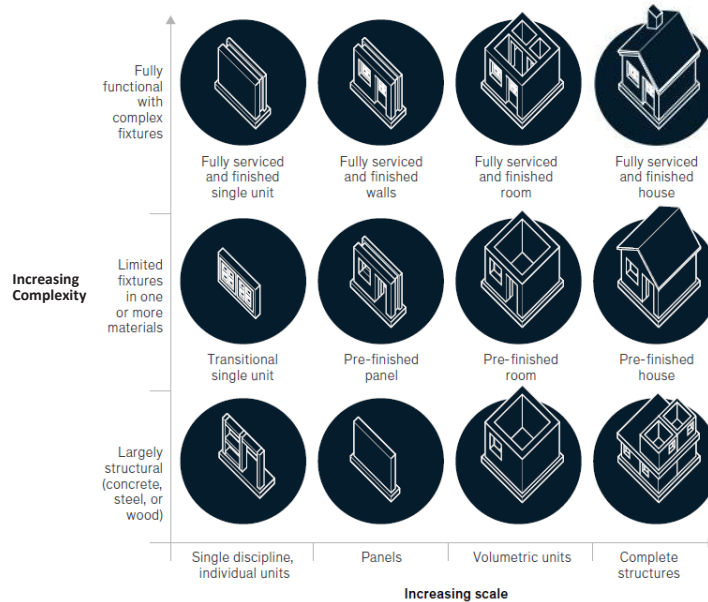 Fully
functional
with
complex
fixtures
Fully serviced
and finished
single unit
Fully serviced
and finished
walls
Fully serviced
and finished
room
Fully serviced
and finished
house
Increasing
Complexity
Limited
fixtures
in one
or more
materials
Transitional
single unit
Pre-finished
panel
Pre-finished
room
Pre-finished
house
Largely
structural
(concrete,
steel, or
wood)
Single discipline,
individual units
Panels
Volumetric units
Complete
structures
Increasing scale